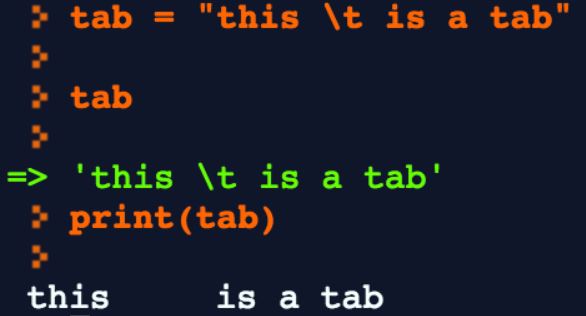 > tab = "this \t is a tab"
>
> tab
>
=> 'this \t is a tab'
> print(tab)
>
this     is a tab